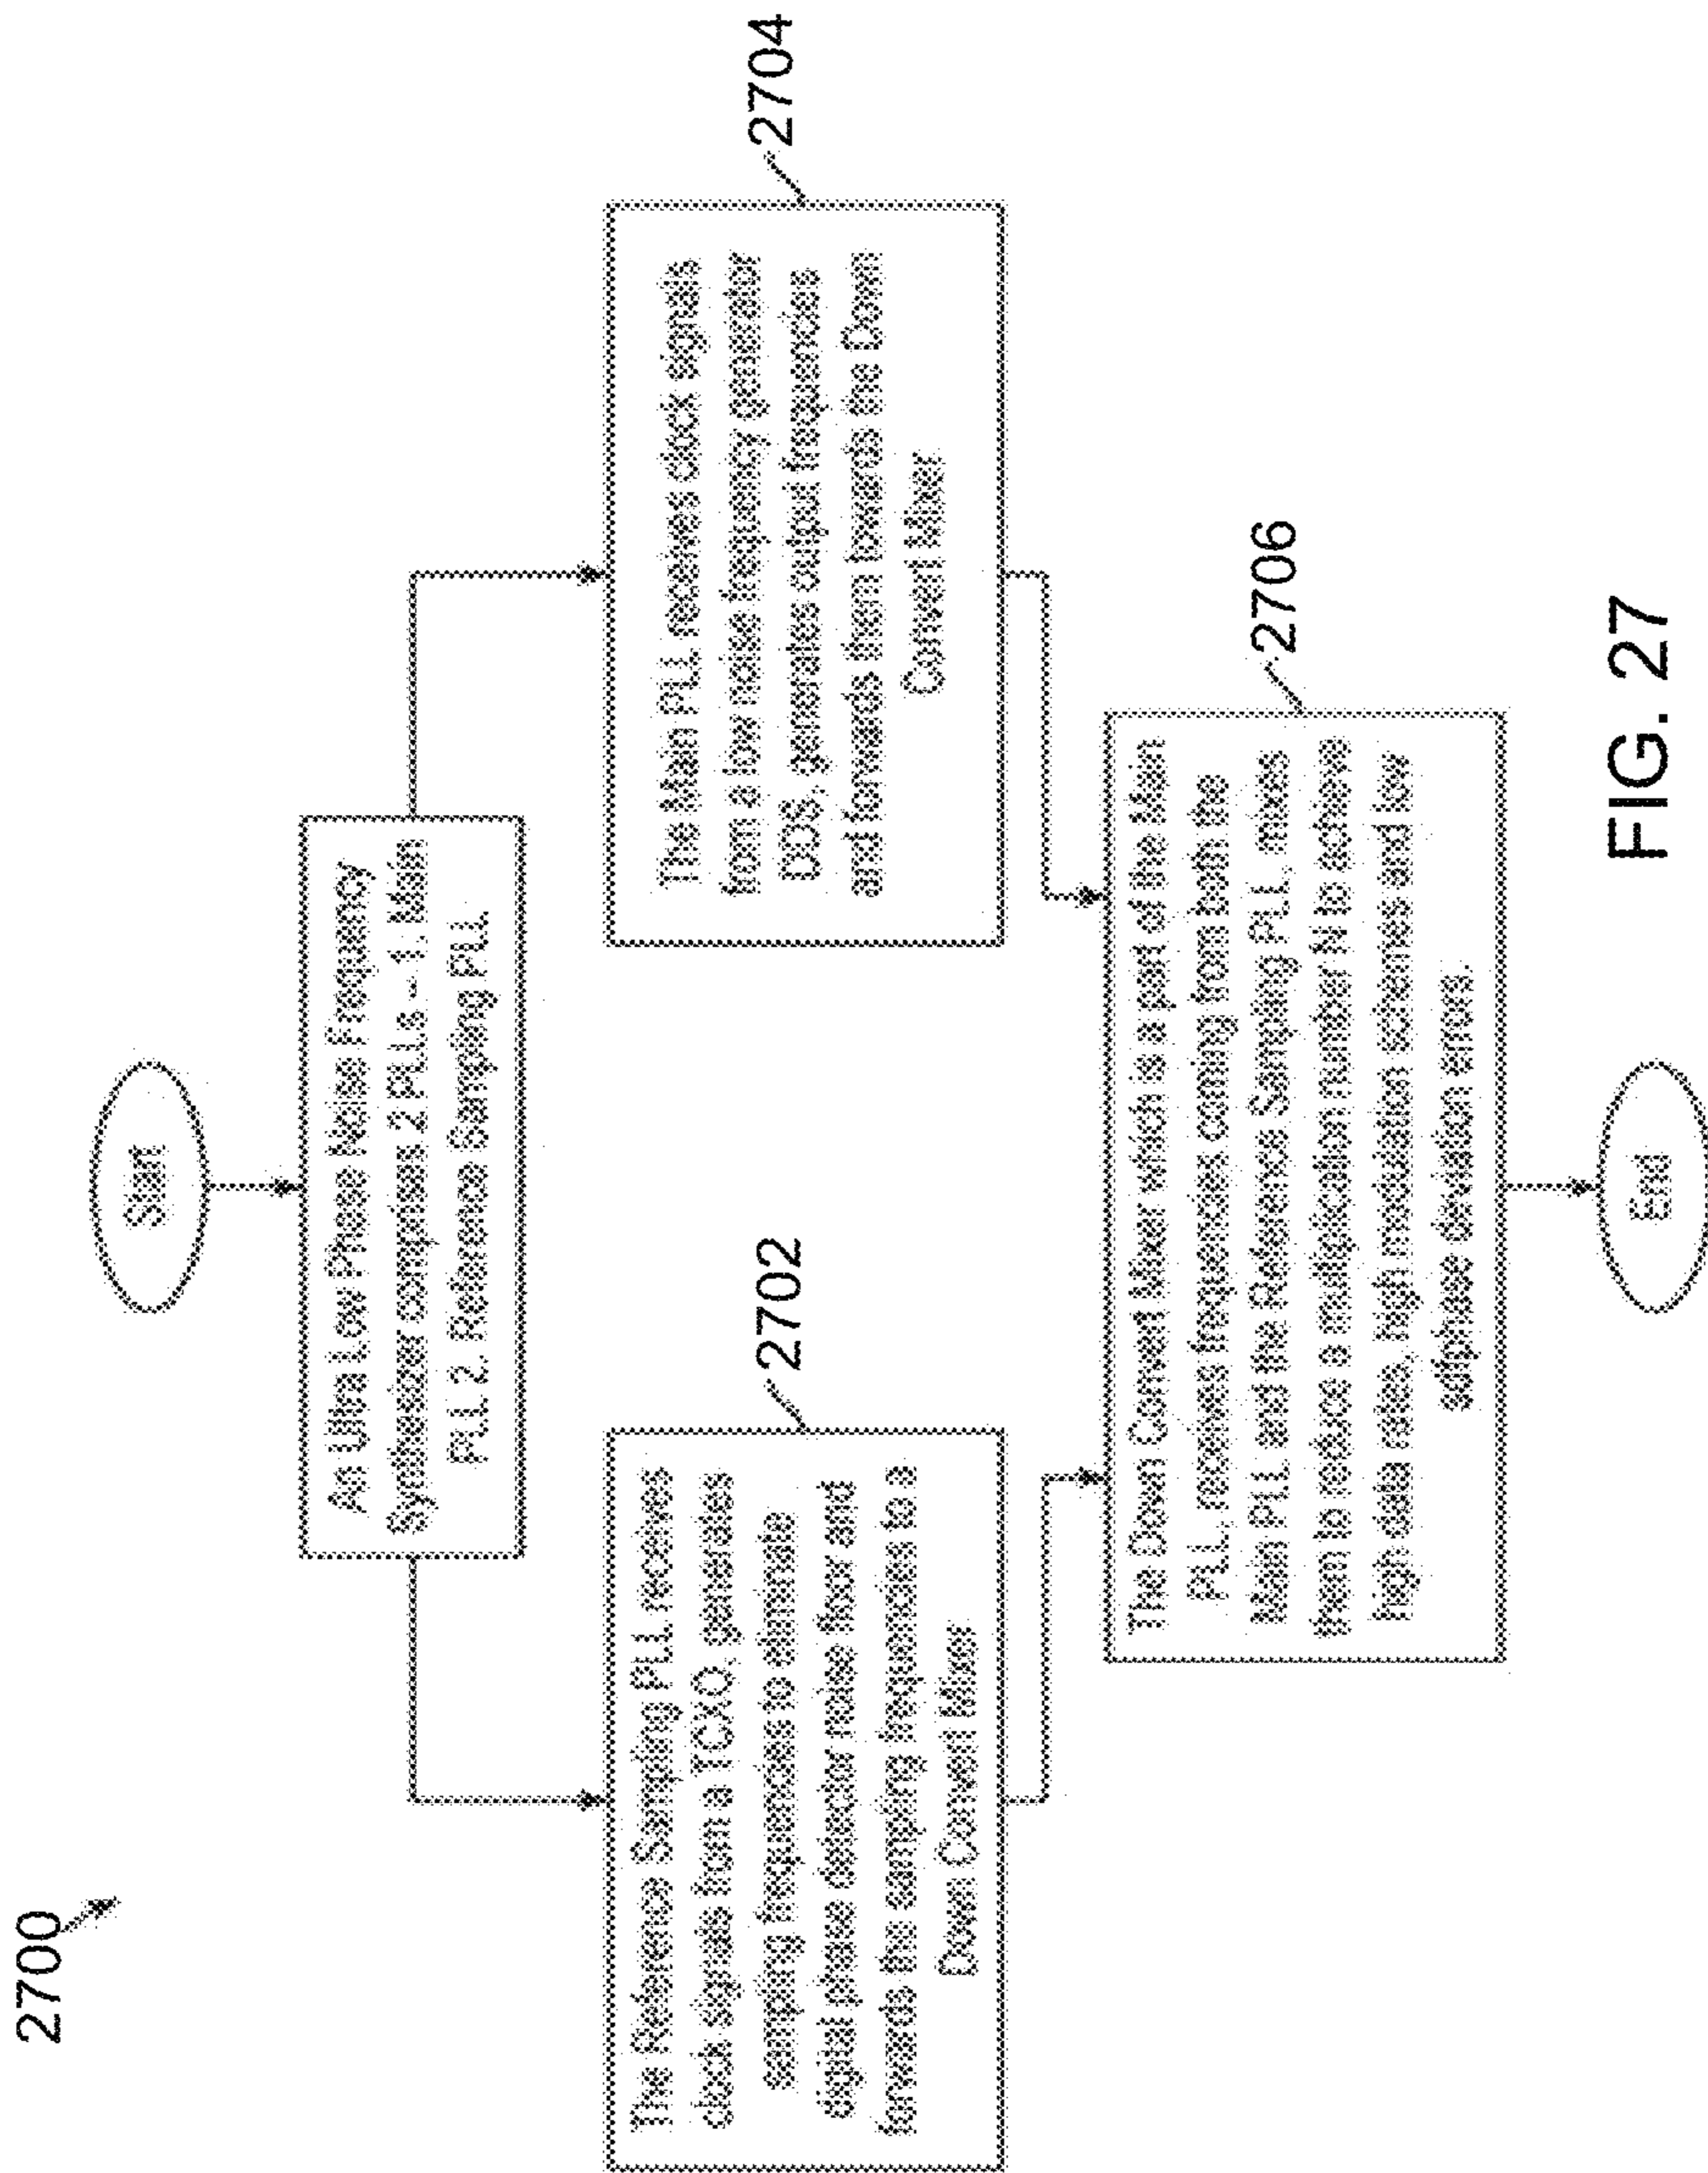 2700
Start
An Ultra Low Phase Noise Frequency
Synthesizer comprises 2 PLLs – 1. Main
PLL 2. Reference Sampling PLL
2702
The Reference Sampling PLL receives
clock signals from a TCXO, generates
sampling frequencies to eliminate
digital phase detector noise floor and
forwards the sampling frequencies to a
Down Convert Mixer
2704
The Main PLL receives clock signals
from a low noise frequency generator
DDS, generates output frequencies
and forwards them towards the Down
Convert Mixer.
2706
The Down Convert Mixer which is a part of the Main
PLL, receives frequencies coming from both the
Main PLL and the Reference Sampling PLL, mixes
them to reduce a multiplication number N to achieve
high data rates, high modulation schemes and low
phase deviation errors.
End
FIG. 27